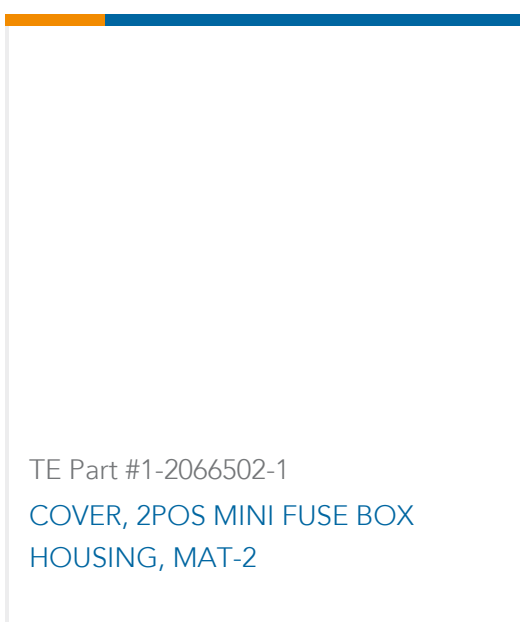 TE Part #1-2066502-1
COVER, 2POS MINI FUSE BOX
HOUSING, MAT-2